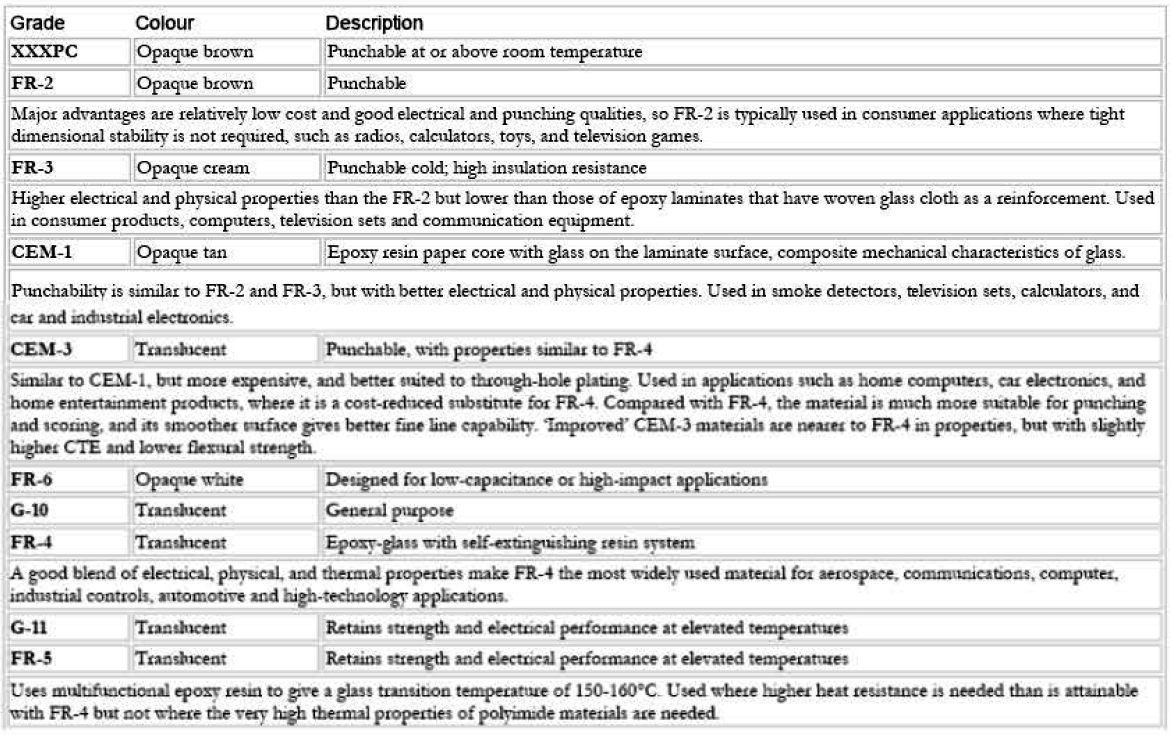 Grade Colour Description
XXXPC Opaque brown Punchable at or above room temperature
FR-2 Opaque brown Punchable
Major advantages are relatively low cost and good electrical and punching qualities, so FR-2 is typically used in consumer applications where tight
dimensional stability is not required, such as radios, calculators, toys, and television games.
FR-3 Opaque cream Punchable cold; high insulation resistance
Higher electrical and physical properties than the FR-2 but lower than those of epoxy laminates that have woven glass cloth as a reinforcement. Used
in consumer products, computers, television sets and communication equipment.
CEM-1 Opaque tan Epoxy resin paper core with glass on the laminate surface, composite mechanical characteristics of glass.
Punchability is similar to FR-2 and FR-3, but with better electrical and physical properties. Used in smoke detectors, television sets, calculators, and
car and industrial electronics.
CEM-3 Translucent Punchable, with properties similar to FR-4
Similar to CEM-1, but more expensive, and better suited to through-hole plating. Used in applications such as home computers, car electronics, and
home entertainment products, where it is a cost-reduced substitute for FR-4. Compared with FR-4, the material is much more suitable for punching
and scoring, and its smoother surface gives better fine line capability. 'Improved' CEM-3 materials are nearer to FR-4 in properties, but with slightly
higher CTE and lower flexural strength.
FR-6 Opaque white Designed for low-capacitance or high-impact applications
G-10 Translucent General purpose
FR-4 Translucent Epoxy-glass with self-extinguishing resin system
A good blend of electrical, physical, and thermal properties make FR-4 the most widely used material for aerospace, communications, computer,
industrial controls, automotive and high-technology applications.
G-11 Translucent Retains strength and electrical performance at elevated temperatures
FR-5 Translucent Retains strength and electrical performance at elevated temperatures
Uses multifunctional epoxy resin to give a glass transition temperature of 150-160°C. Used where higher heat resistance is needed than is attainable
with FR-4 but not where the very high thermal properties of polyimide materials are needed.